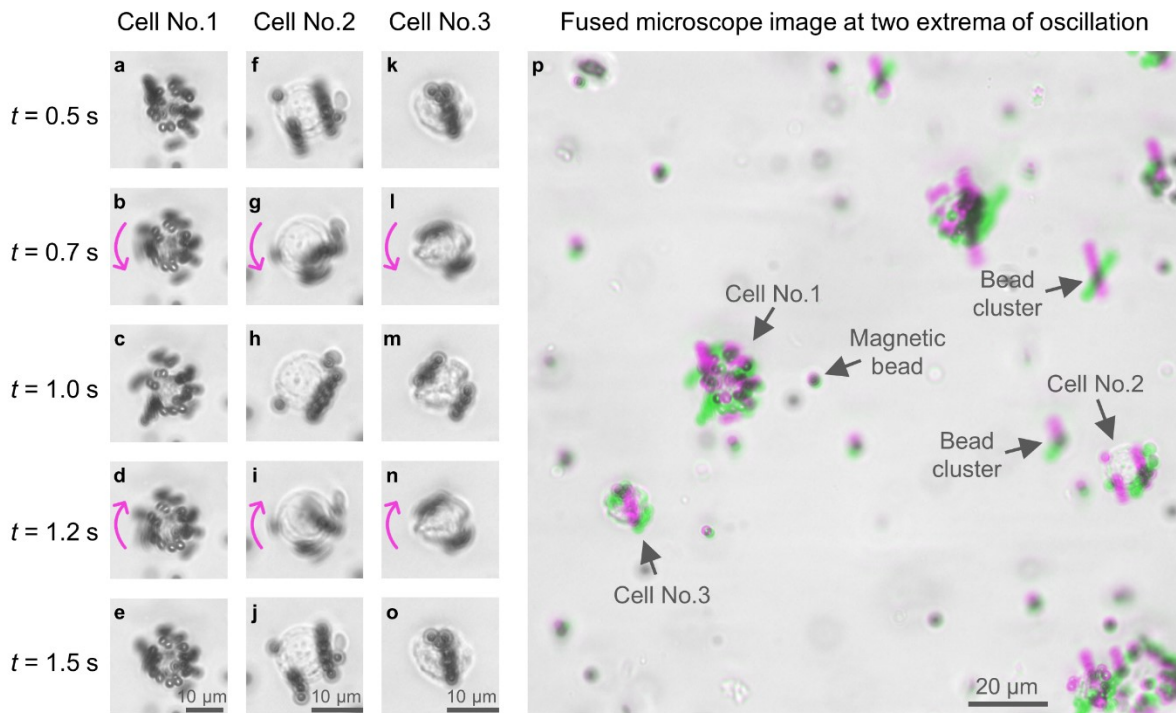 Cell No.1 Cell No.2 Cell No.3
Fused microscope image at two extrema of oscillation
t = 0.5 s
a f k
t = 0.7 s
b g l
t = 1.0 s
c h m
t = 1.2 s
d i n
t = 1.5 s
e j o
10 µm 10 µm 10 µm
p
Bead
cluster
Cell No.1
Magnetic
bead
Cell No.2
Bead
cluster
Cell No.3
20 µm